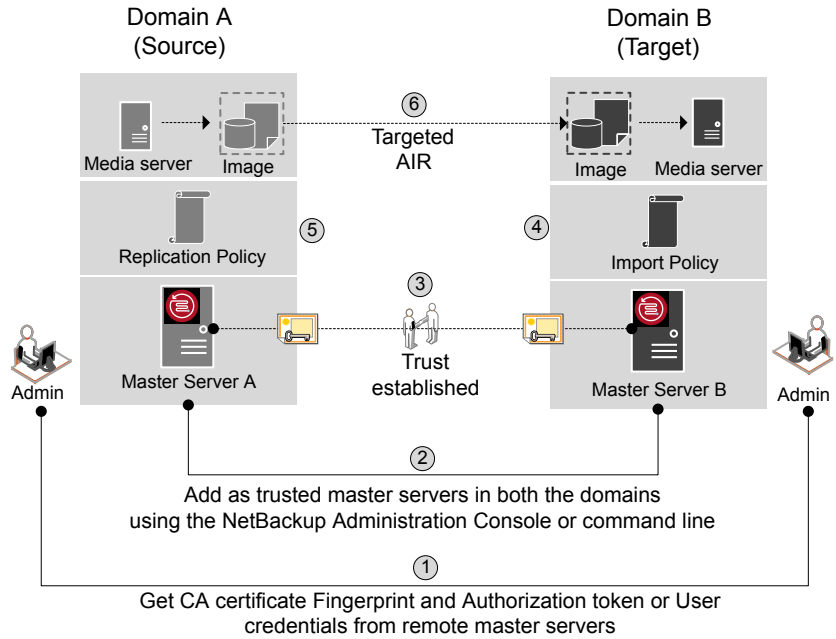 Domain A
(Source)
Domain B
(Target)
6
Targeted
AIR
Media server
Image
Image
Media server
5
Replication Policy
4
Import Policy
3
Trust
established
Master Server A
Master Server B
Admin
Admin
2
Add as trusted master servers in both the domains
using the NetBackup Administration Console or command line
1
Get CA certificate Fingerprint and Authorization token or User
credentials from remote master servers